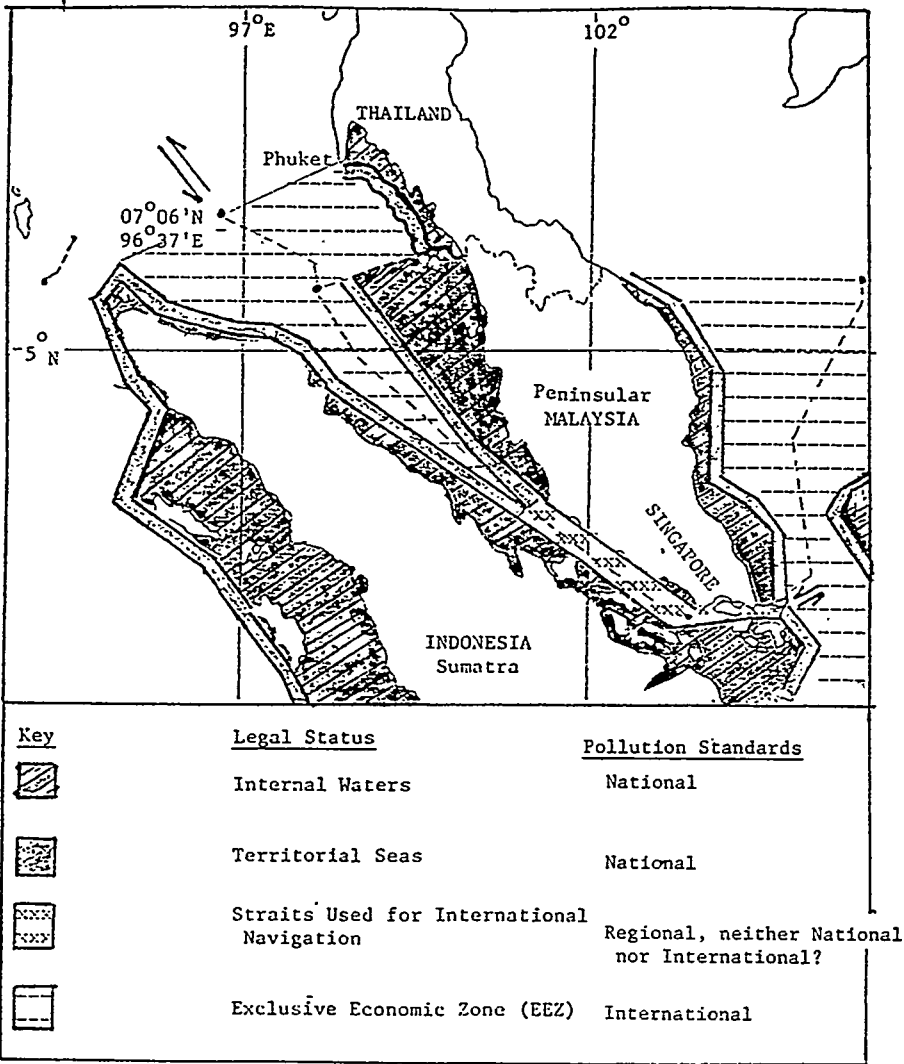 97°E
102°
THAILAND
Phuket
07°06'N
96°37'E
5° N
Peninsular
MALAYSIA
SINGAPORE
INDONESIA
Sumatra
Key
Legal Status
Pollution Standards
Internal Waters
National
Territorial Seas
National
Straits Used for International
Navigation
Regional, neither National
nor International?
Exclusive Economic Zone (EEZ)
International